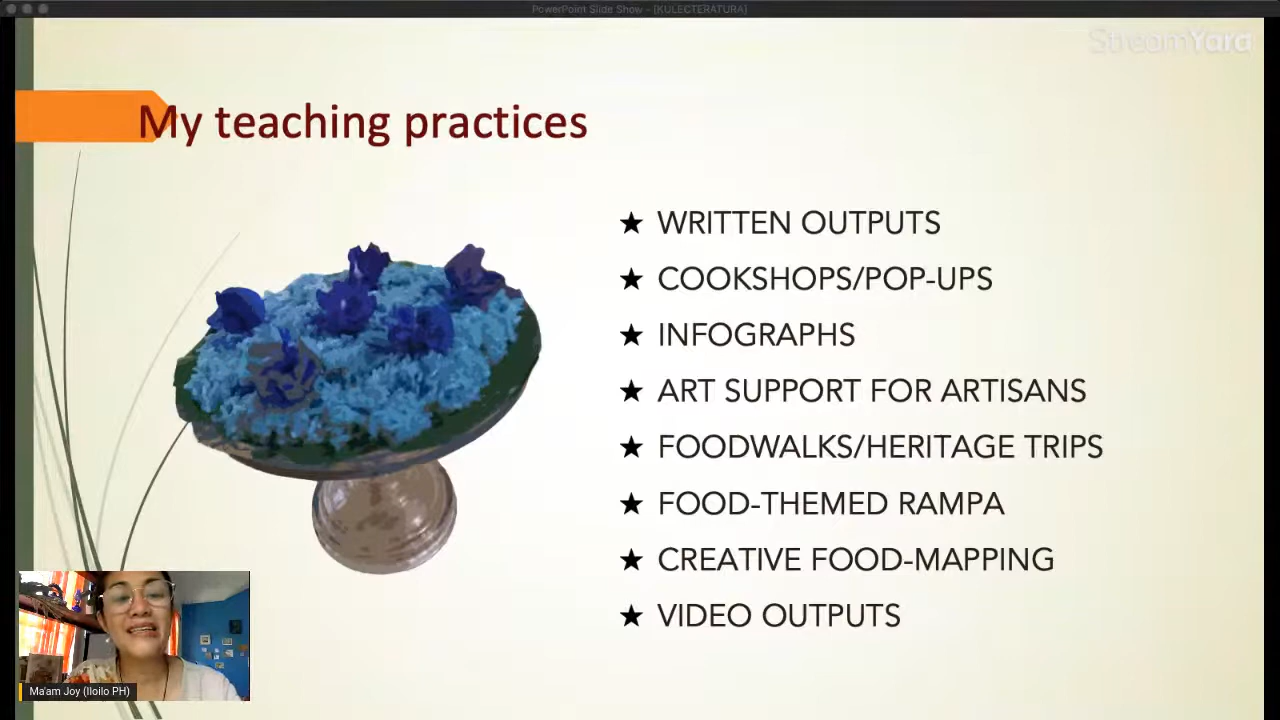 PowerPoint Slide Show - [KULECTERATURA]
StreamYard
My teaching practices
★ WRITTEN OUTPUTS
★ COOKSHOPS/POP-UPS
★ INFOGRAPHS
★ ART SUPPORT FOR ARTISANS
★ FOODWALKS/HERITAGE TRIPS
★ FOOD-THEMED RAMPA
★ CREATIVE FOOD-MAPPING
★ VIDEO OUTPUTS
Ma'am Joy (Iloilo PH)